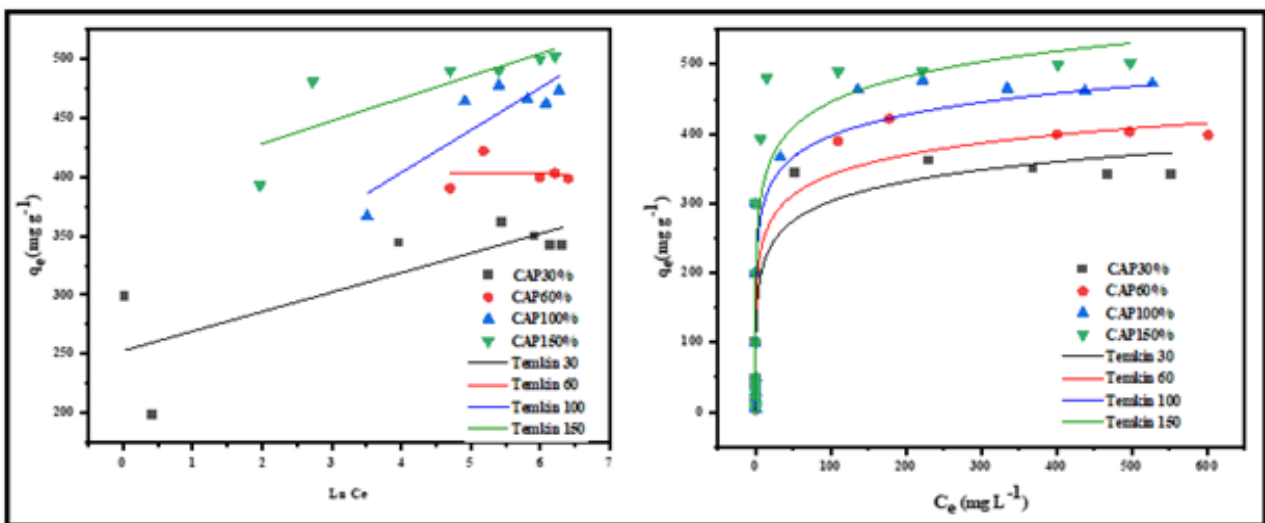 500
450
400
350
300
250
200
qe(mg g-1)
0
1
2
3
4
5
6
7
Ln Ce
CAP30%
CAP60%
CAP100%
CAP150%
Temkin 30
Temkin 60
Temkin 100
Temkin 150
500
400
300
200
100
0
qe(mg g-1)
0
100
200
300
400
500
600
Ce (mg L-1)
CAP30%
CAP60%
CAP100%
CAP150%
Temkin 30
Temkin 60
Temkin 100
Temkin 150